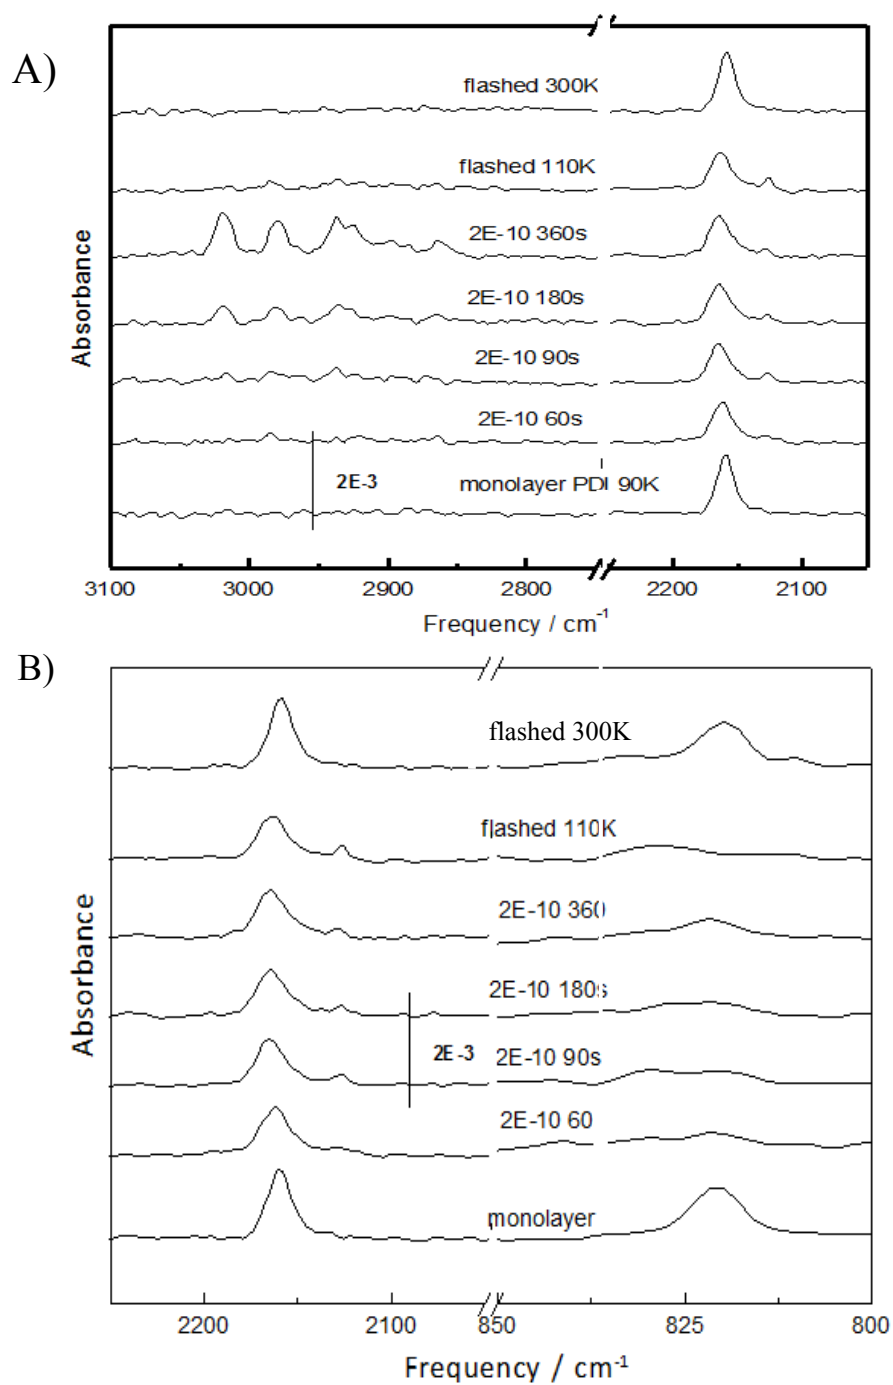 A)
flashed 300K
flashed 110K
2E-10 360s
2E-10 180s
2E-10 90s
2E-10 60s
2E-3
monolayer PDI 90K
Absorbance
3100 3000 2900 2800 2200 2100
Frequency / cm-1
B)
flashed 300K
flashed 110K
2E-10 360
2E-10 180s
2E-3
2E-10 90s
2E-10 60
monolayer
Absorbance
2200 2100 850 825 800
Frequency / cm-1